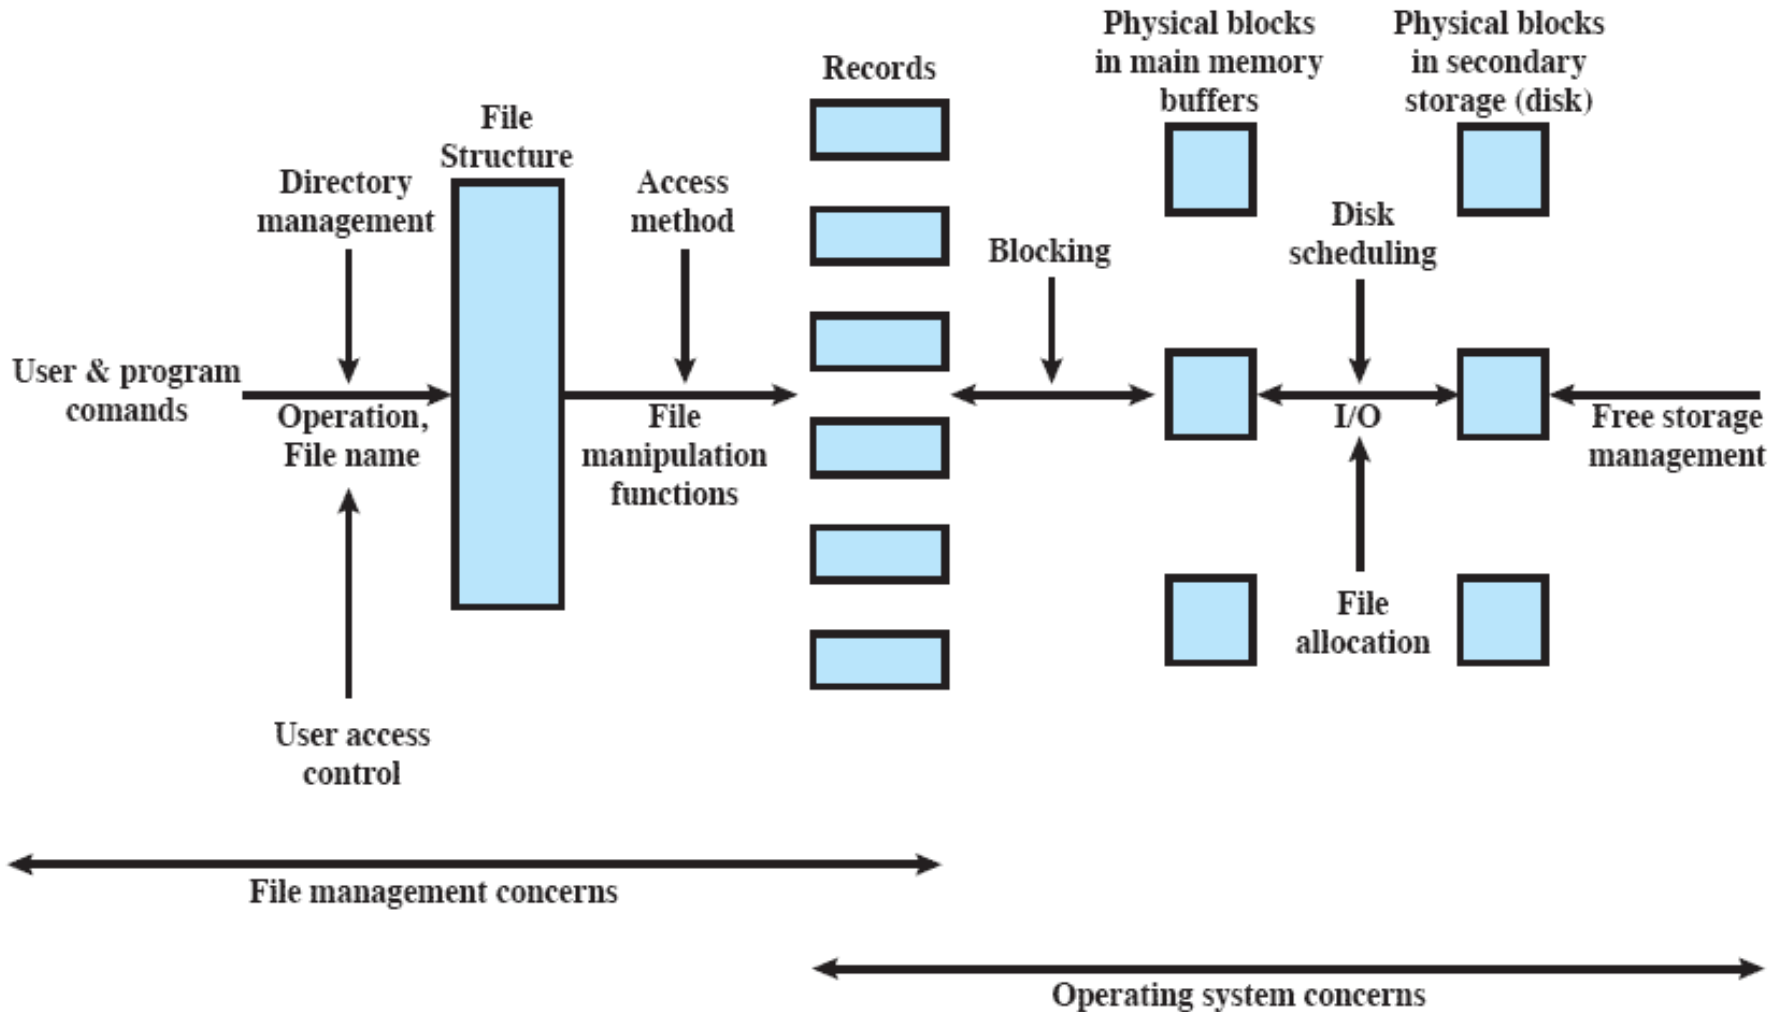 Physical blocks
in main memory
buffers
Physical blocks
in secondary
storage (disk)
Records
File
Structure
Directory
management
Access
method
Blocking
Disk
scheduling
User & program
comands
Operation,
File name
File
manipulation
functions
I/O
Free storage
management
File
allocation
User access
control
File management concerns
Operating system concerns